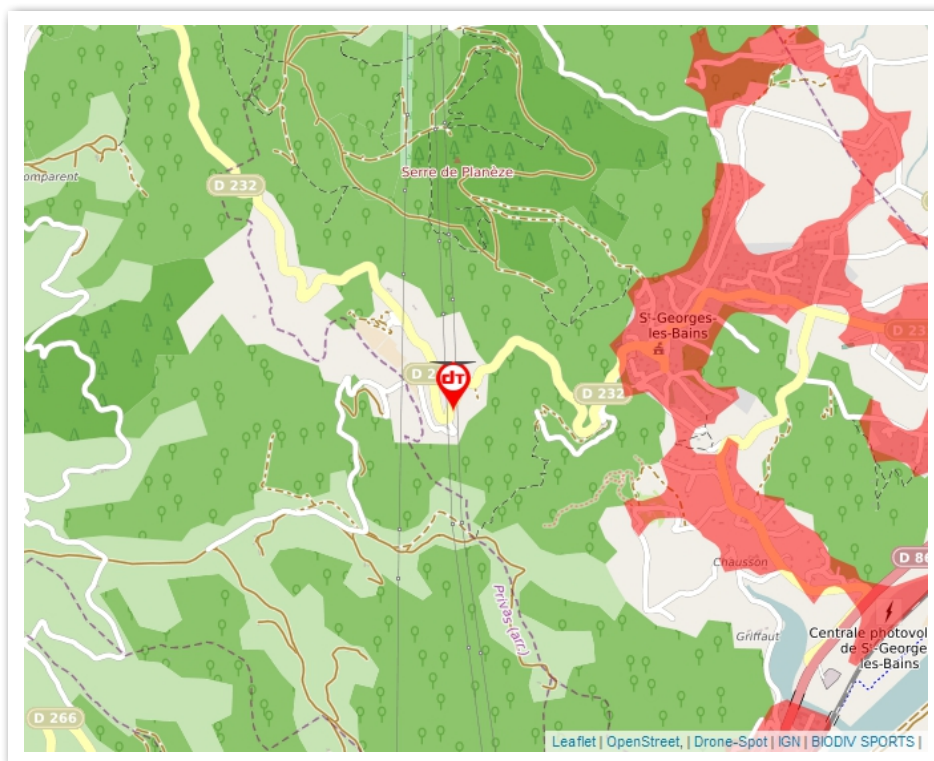 omparent
Serre de Planèze
D 232
St-Georges-
les-Bains
D 23
D 2
dT
D 232
D 86
Chausson
Privas (arr.)
Griffaut
Centrale photovol
de St-George
les-Bains
D 266
Leaflet | OpenStreet, | Drone-Spot | IGN | BIODIV SPORTS |